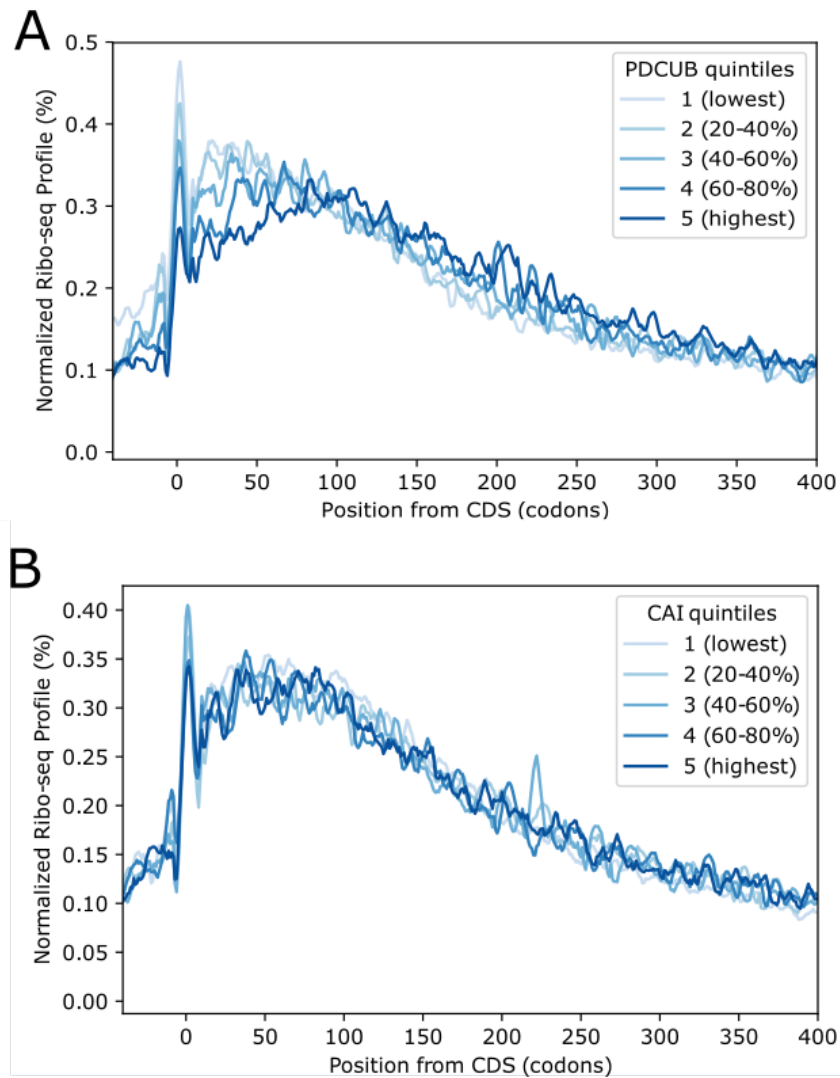 A
0.5
0.4
0.3
0.2
0.1
0.0
Normalized Ribo-seq Profile (%)
PDCUB quintiles
1 (lowest)
2 (20-40%)
3 (40-60%)
4 (60-80%)
5 (highest)
0 50 100 150 200 250 300 350 400
Position from CDS (codons)
B
0.40
0.35
0.30
0.25
0.20
0.15
0.10
0.05
0.00
Normalized Ribo-seq Profile (%)
CAI quintiles
1 (lowest)
2 (20-40%)
3 (40-60%)
4 (60-80%)
5 (highest)
0 50 100 150 200 250 300 350 400
Position from CDS (codons)